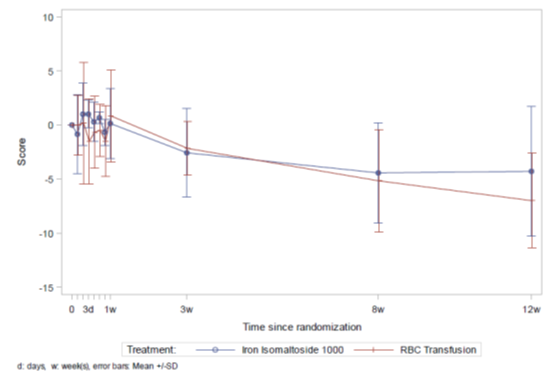 10
5
0
-5
-10
-15
Score
0 3d 1w 3w 8w 12w
Time since randomization
Treatment: Iron Isomaltoside 1000 RBC Transfusion
d: days, w: week(s), error bars: Mean +/-SD